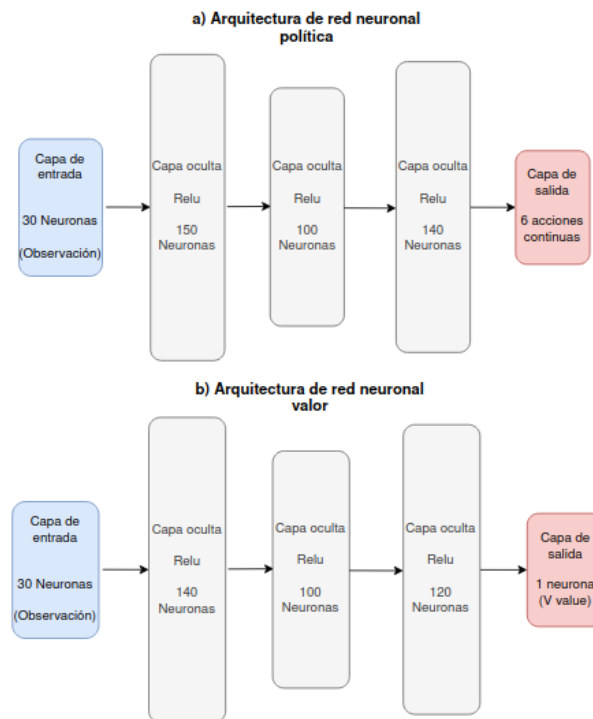 a) Arquitectura de red neuronal
política
Capa de
entrada
30 Neuronas
(Observación)
Capa oculta
Relu
150
Neuronas
Capa oculta
Relu
100
Neuronas
Capa oculta
Relu
140
Neuronas
Capa de
salida
6 acciones
continuas
b) Arquitectura de red neuronal
valor
Capa de
entrada
30 Neuronas
(Observación)
Capa oculta
Relu
140
Neuronas
Capa oculta
Relu
100
Neuronas
Capa oculta
Relu
120
Neuronas
Capa de
salida
1 neurona
(V value)